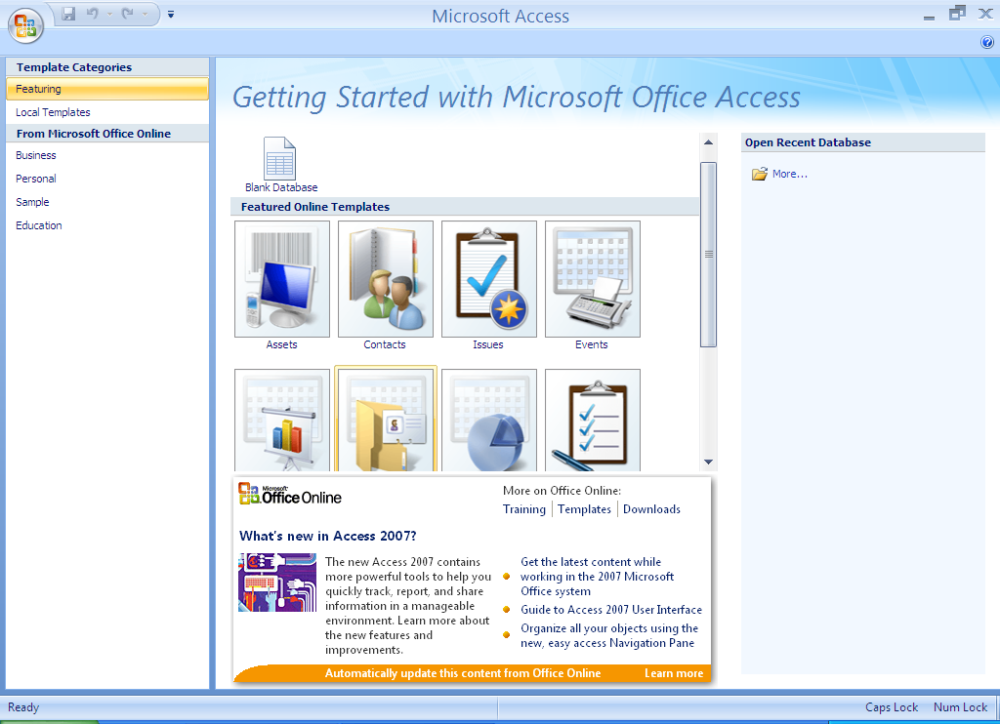 Microsoft Access
Template Categories
Featuring
Local Templates
From Microsoft Office Online
Business
Personal
Sample
Education
Getting Started with Microsoft Office Access
Blank Database
Featured Online Templates
Assets
Contacts
Issues
Events
Open Recent Database
More...
Microsoft
Office Online
More on Office Online:
Training
Templates
Downloads
What's new in Access 2007?
The new Access 2007 contains
more powerful tools to help you
quickly track, report, and share
information in a manageable
environment. Learn more about
the new features and
improvements.
Get the latest content while
working in the 2007 Microsoft
Office system
Guide to Access 2007 User Interface
Organize all your objects using the
new, easy access Navigation Pane
Automatically update this content from Office Online
Learn more
Ready
Caps Lock
Num Lock